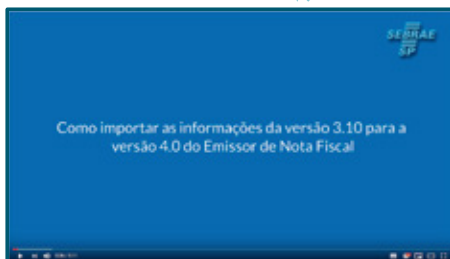 SEBRAE
SP
Como importar as informações da versão 3.10 para a
versão 4.0 do Emissor de Nota Fiscal